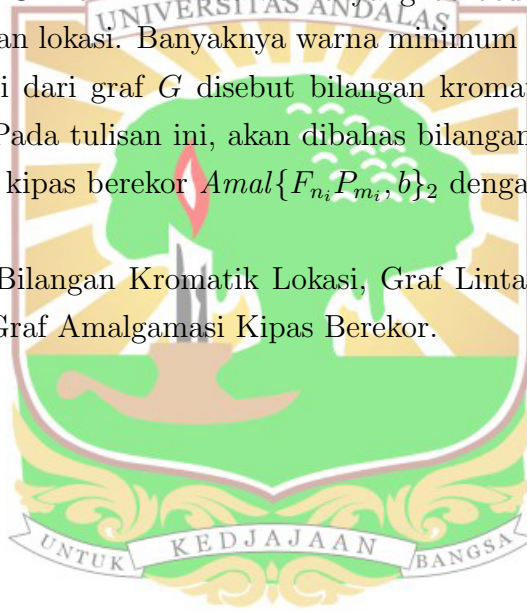 UNIVERSITAS ANDALAS
an lokasi. Banyaknya warna minimum
i dari graf G disebut bilangan kromat
Pada tulisan ini, akan dibahas bilangan
kipas berekor Amal{F_{n_i}P_{m_i}, b}_2 denga
Bilangan Kromatik Lokasi, Graf Linta
Graf Amalgamasi Kipas Berekor.
UNTUK KEDJAJAAN BANGSA